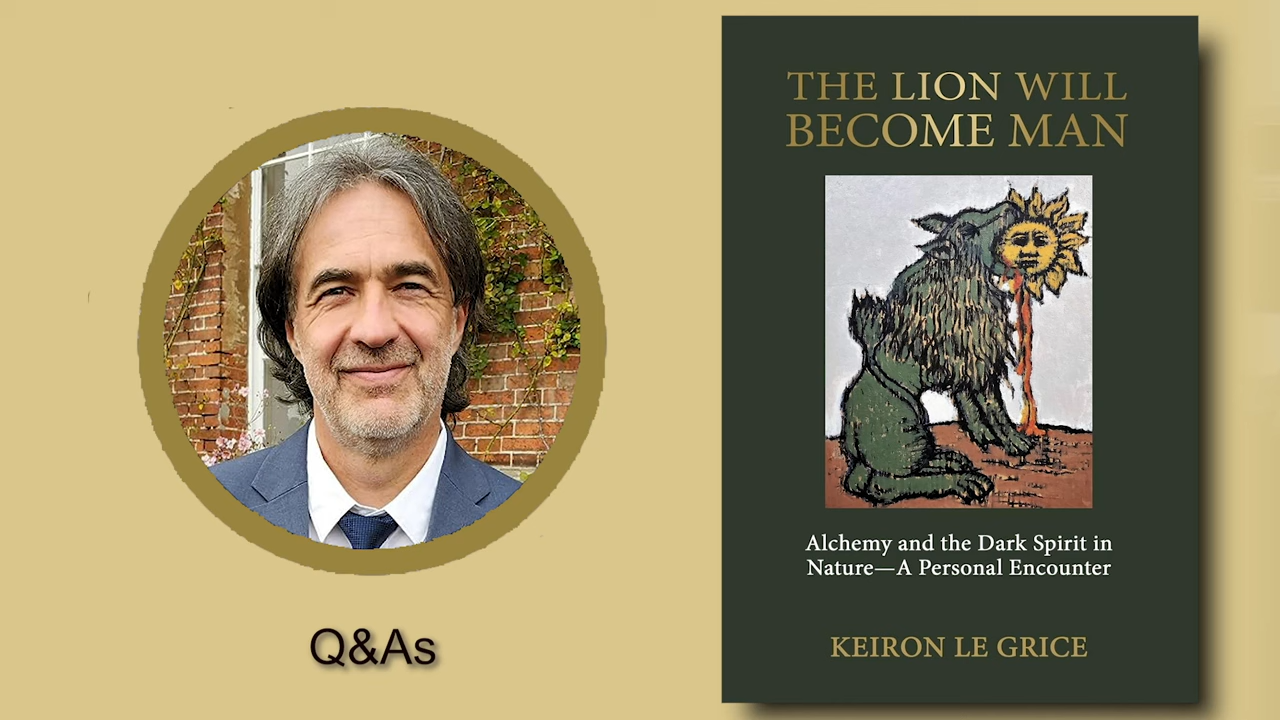 Q&As
THE LION WILL
BECOME MAN
Alchemy and the Dark Spirit in
Nature—A Personal Encounter
KEIRON LE GRICE